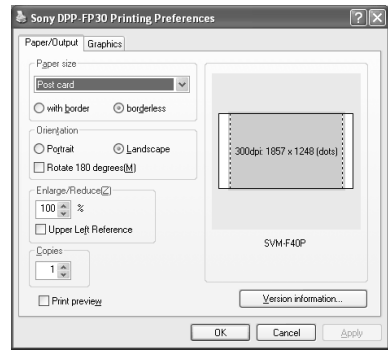 Sony DPP-FP30 Printing Preferences
Paper/Output Graphics
Paper size
Post card
with border borderless
Orientation
Portrait Landscape
Rotate 180 degrees(M)
Enlarge/Reduce(Z)
100 %
Upper Left Reference
Copies
1
Print preview
300dpi: 1857 x 1248 (dots)
SVM-F40P
Version information...
OK Cancel Apply